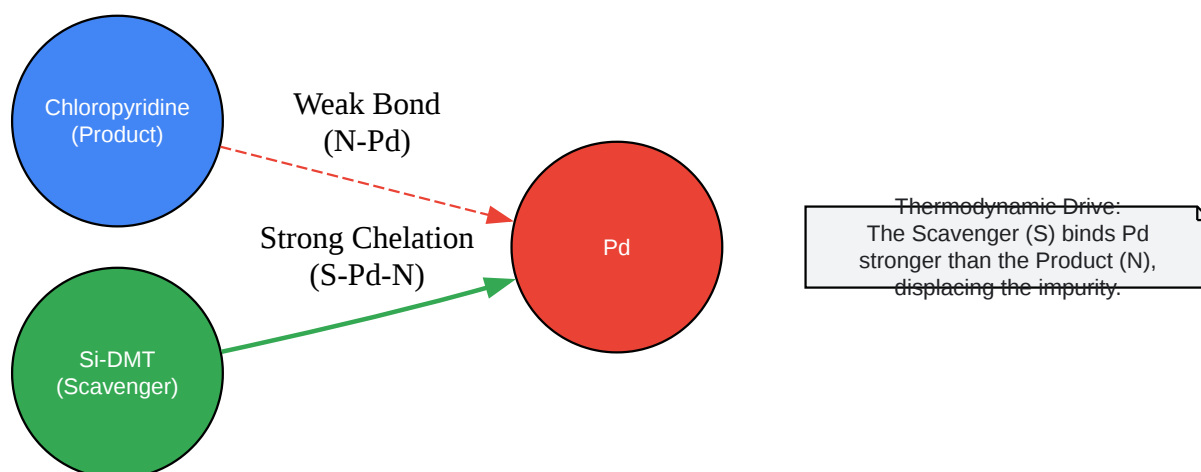 Chloropyridine
(Product)
Weak Bond
(N-Pd)
Strong Chelation
(S-Pd-N)
Pd
Si-DMT
(Scavenger)
Thermodynamic Drive:
The Scavenger (S) binds Pd
stronger than the Product (N),
displacing the impurity.